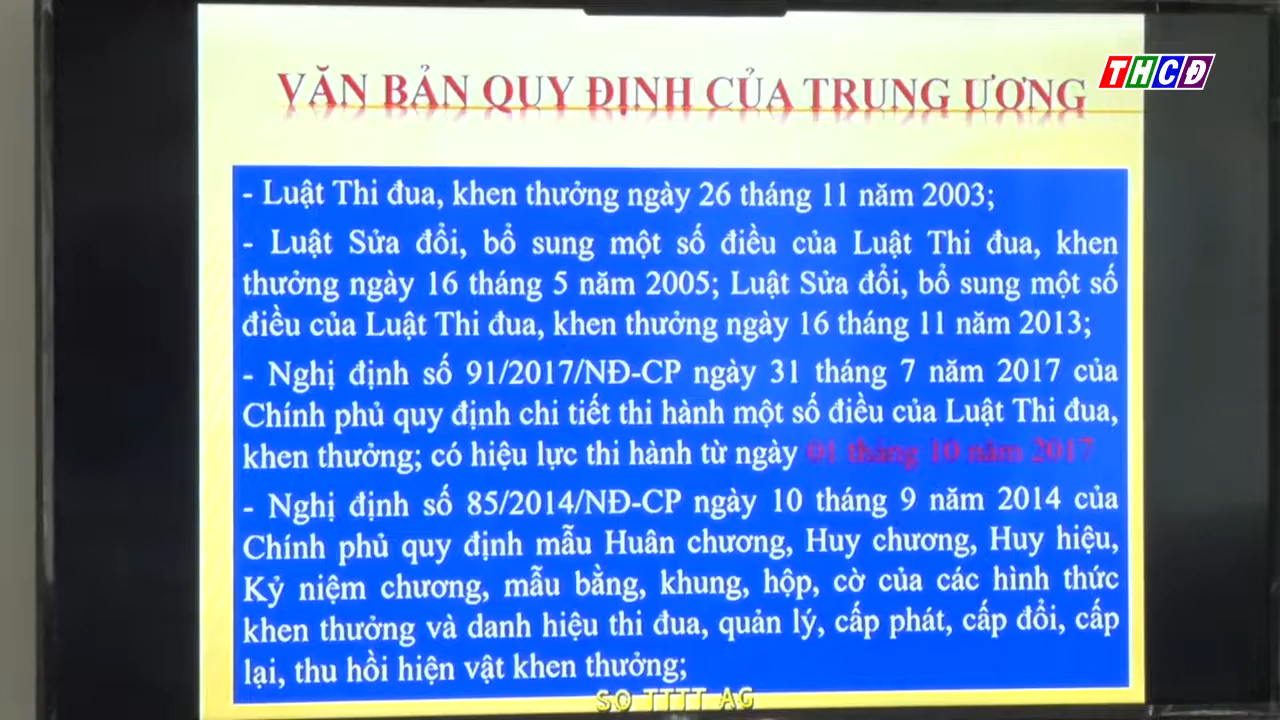 THCĐ
VĂN BẢN QUY ĐỊNH CỦA TRUNG ƯƠNG
- Luật Thi đua, khen thưởng ngày 26 tháng 11 năm 2003;
- Luật Sửa đổi, bổ sung một số điều của Luật Thi đua, khen
thưởng ngày 16 tháng 5 năm 2005; Luật Sửa đổi, bổ sung một số
điều của Luật Thi đua, khen thưởng ngày 16 tháng 11 năm 2013;
- Nghị định số 91/2017/NĐ-CP ngày 31 tháng 7 năm 2017 của
Chính phủ quy định chi tiết thi hành một số điều của Luật Thi đua,
khen thưởng; có hiệu lực thi hành từ ngày 01 tháng 10 năm 2017
- Nghị định số 85/2014/NĐ-CP ngày 10 tháng 9 năm 2014 của
Chính phủ quy định mẫu Huân chương, Huy chương, Huy hiệu,
Kỷ niệm chương, mẫu bằng, khung, hộp, cờ của các hình thức
khen thưởng và danh hiệu thi đua, quản lý, cấp phát, cấp đổi, cấp
lại, thu hồi hiện vật khen thưởng;
SO TTTT AG